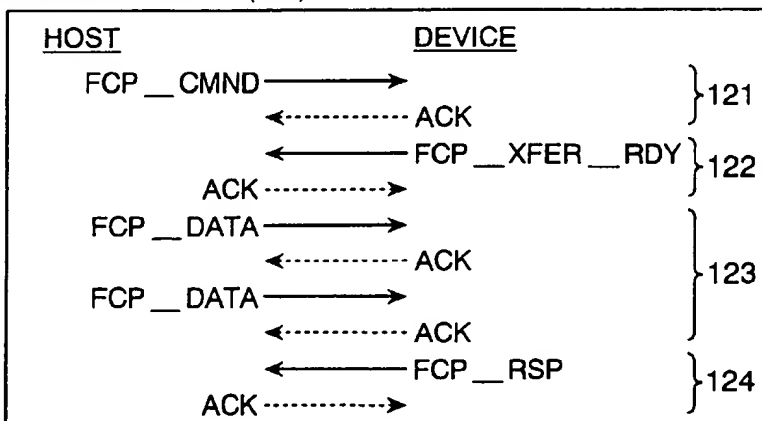 HOST DEVICE
FCP__CMND
ACK
121
FCP__XFER__RDY
ACK
122
FCP__DATA
ACK
FCP__DATA
ACK
123
FCP__RSP
ACK
124